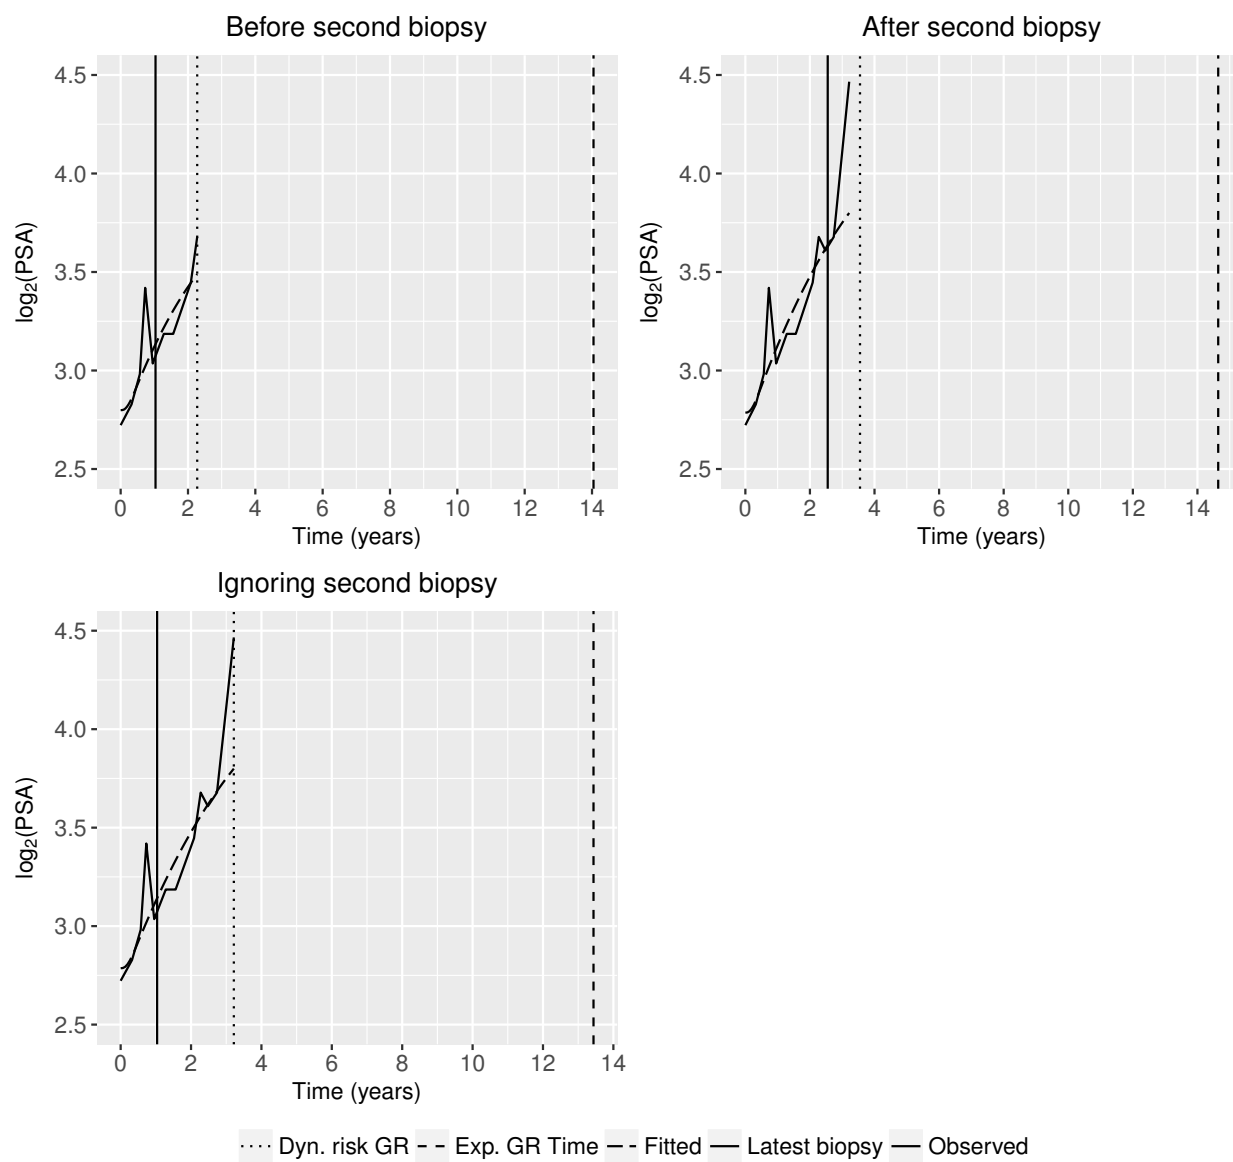 Before second biopsy
After second biopsy
4.5
4.0
3.5
3.0
2.5
log₂(PSA)
0 2 4 6 8 10 12 14
Time (years)
4.5
4.0
3.5
3.0
2.5
log₂(PSA)
0 2 4 6 8 10 12 14
Time (years)
Ignoring second biopsy
4.5
4.0
3.5
3.0
2.5
log₂(PSA)
0 2 4 6 8 10 12 14
Time (years)
Dyn. risk GR Exp. GR Time Fitted Latest biopsy Observed